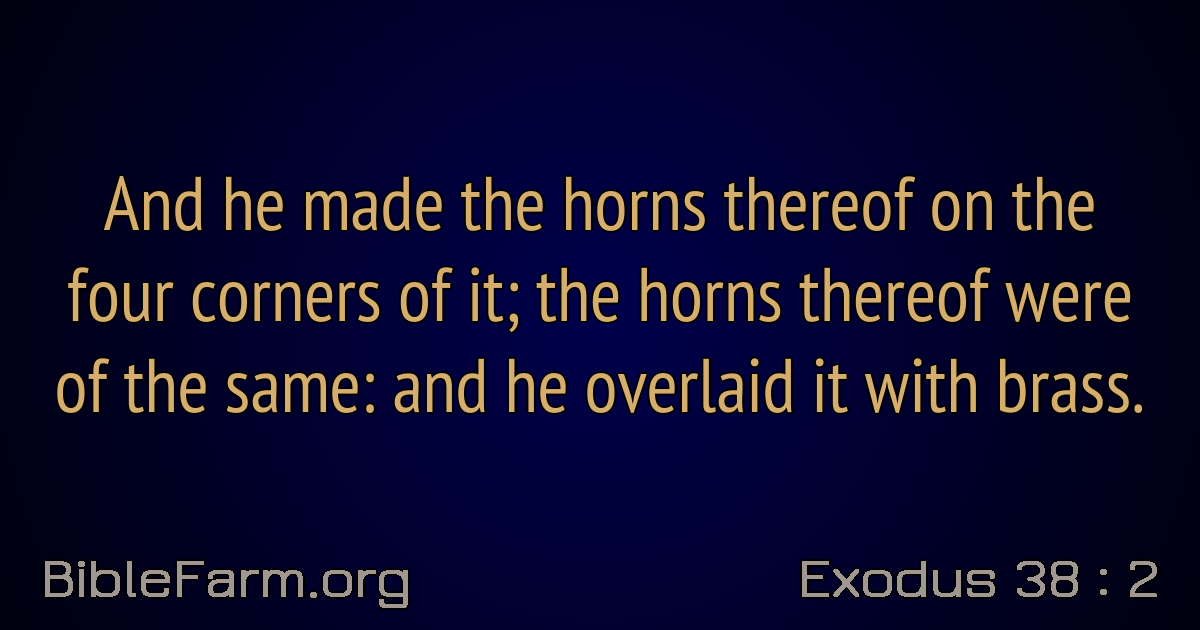 And he made the horns thereof on the
four corners of it; the horns thereof were
of the same: and he overlaid it with brass.
BibleFarm.org
Exodus 38 : 2